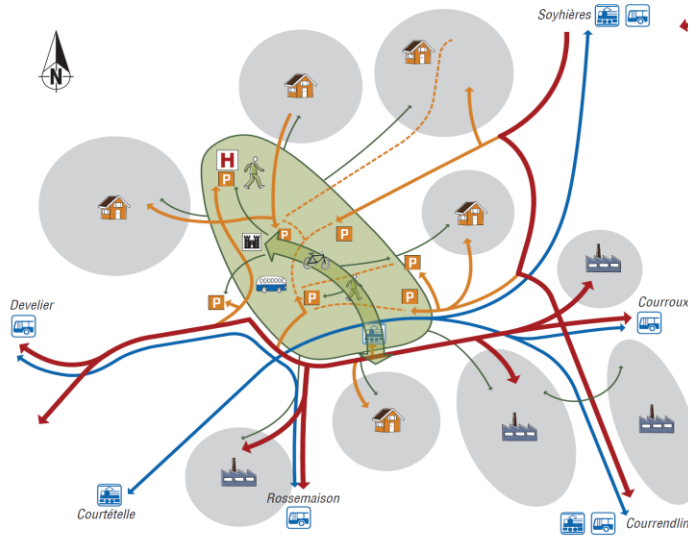 Soyhières
N
H
P
P
P
P
P
P
P
Develier
Courroux
Courtételle
Rossemaison
Courrendlin